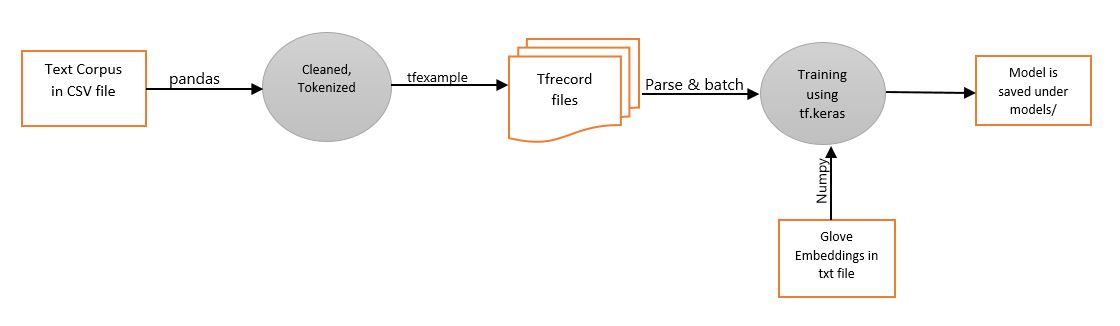 Text Corpus
in CSV file
pandas
Cleaned,
Tokenized
tfexample
Tfrecord
files
Parse & batch
Training
using
tf.keras
Model is
saved under
models/
Numpy
Glove
Embeddings in
txt file